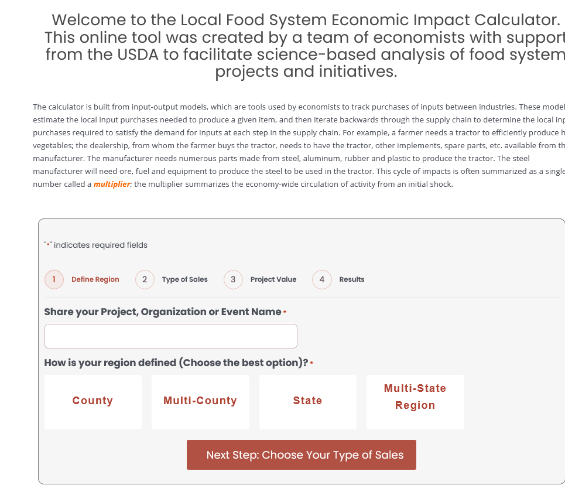 Welcome to the Local Food System Economic Impact Calculator.
This online tool was created by a team of economists with support
from the USDA to facilitate science-based analysis of food system
projects and initiatives.
The calculator is built from input-output models, which are tools used by economists to track purchases of inputs between industries. These model
estimate the local input purchases needed to produce a given item, and then iterate backwards through the supply chain to determine the local inp
purchases required to satisfy the demand for inputs at each step in the supply chain. For example, a farmer needs a tractor to efficiently produce h
vegetables; the dealership, from whom the farmer buys the tractor, needs to have the tractor, other implements, spare parts, etc. available from th
manufacturer. The manufacturer needs numerous parts made from steel, aluminum, rubber and plastic to produce the tractor. The steel
manufacturer will need ore, fuel and equipment to produce the steel to be used in the tractor. This cycle of impacts is often summarized as a single
number called a multiplier; the multiplier summarizes the economy-wide circulation of activity from an initial shock.
"*" indicates required fields
1 Define Region 2 Type of Sales 3 Project Value 4 Results
Share your Project, Organization or Event Name *
How is your region defined (Choose the best option)? *
County Multi-County State Multi-State Region
Next Step: Choose Your Type of Sales